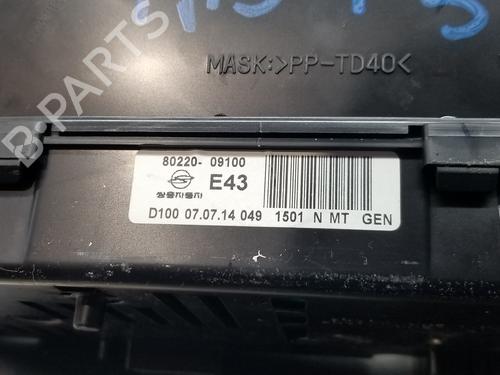 MASK:>PP-TD40<
80220- 09100
E43
쌍용자동차
D100 07.07.14 049 1501 N MT GEN
B-PARTS